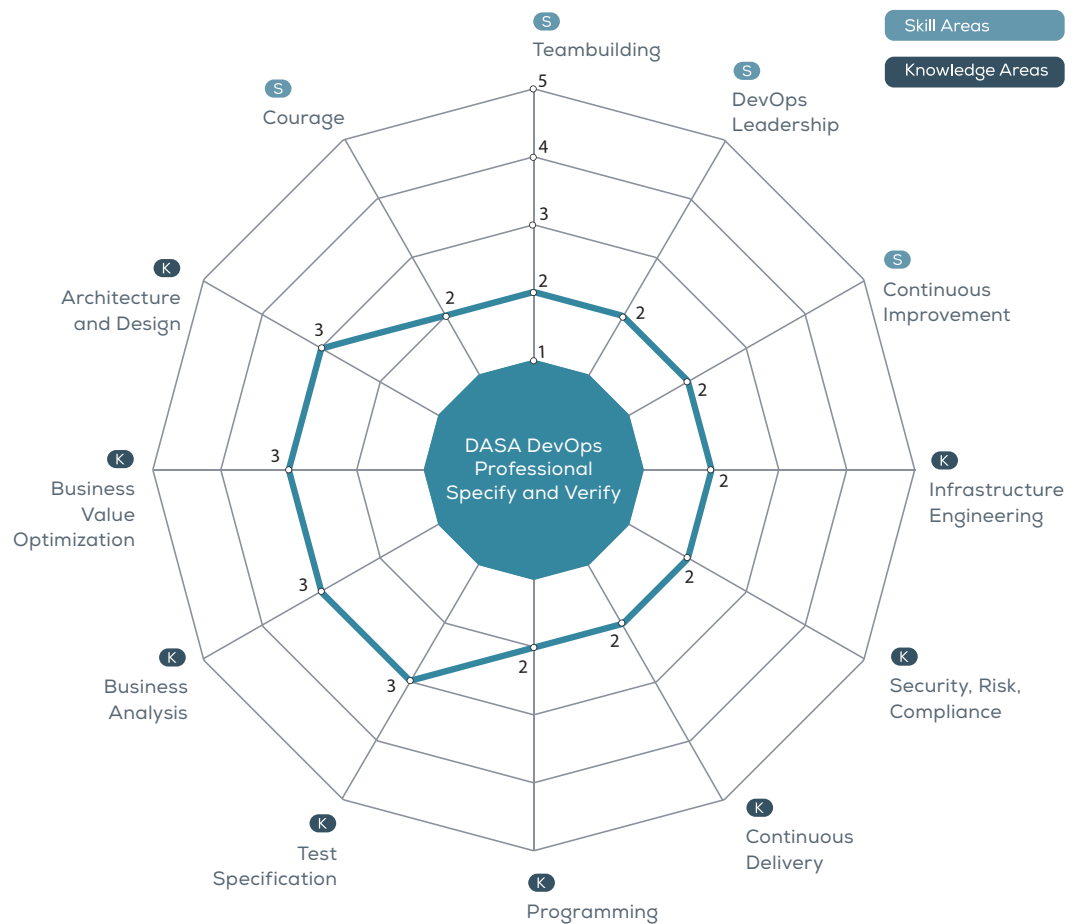 S
Teambuilding
Skill Areas
Knowledge Areas
S
DevOps
Leadership
S
Courage
5
4
3
2
1
2
2
2
2
2
2
2
3
3
3
3
S
Continuous
Improvement
K
Architecture
and Design
DASA DevOps
Professional
Specify and Verify
K
Business
Value
Optimization
K
Infrastructure
Engineering
K
Business
Analysis
K
Security, Risk,
Compliance
K
Test
Specification
K
Continuous
Delivery
K
Programming